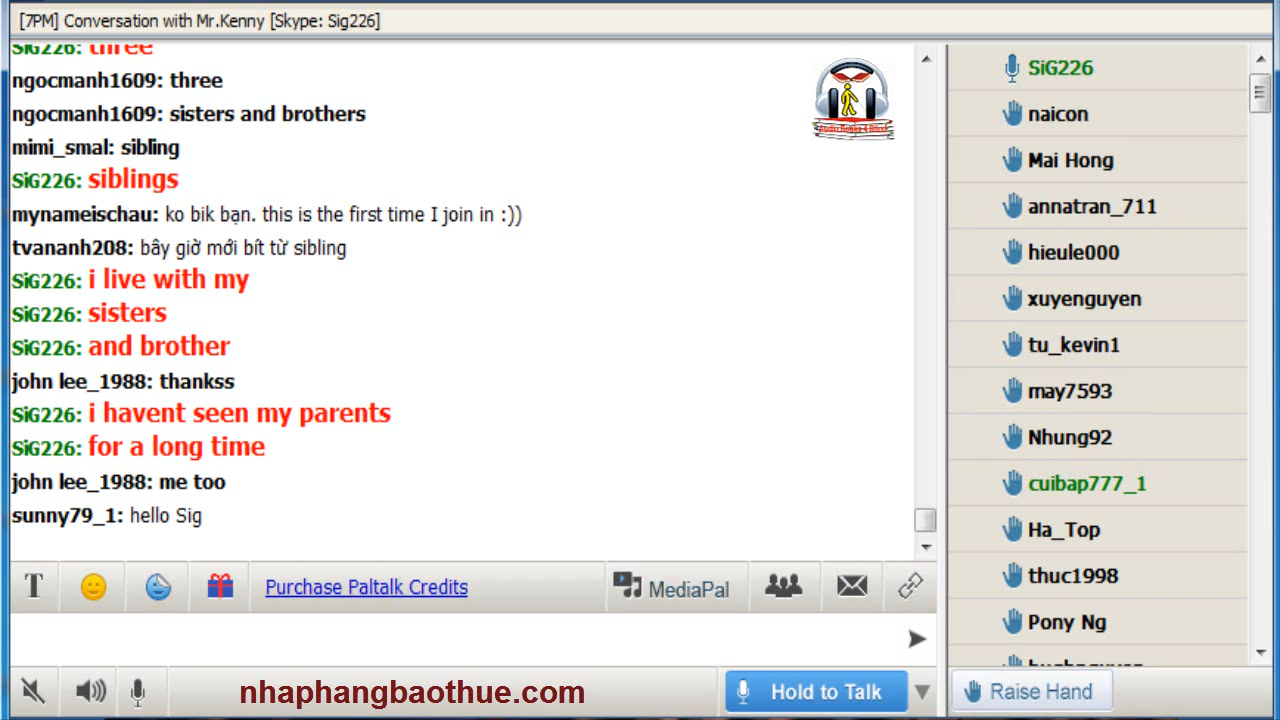 [7PM] Conversation with Mr.Kenny [Skype: Sig226]
SiG226: three
ngocmanh1609: three
ngocmanh1609: sisters and brothers
mimi_smal: sibling
SiG226: siblings
mynameischau: ko bik bạn. this is the first time I join in :))
tvananh208: bây giờ mới bít từ sibling
SiG226: i live with my
SiG226: sisters
SiG226: and brother
john lee_1988: thankss
SiG226: i havent seen my parents
SiG226: for a long time
john lee_1988: me too
sunny79_1: hello Sig
T
Purchase Paltalk Credits
MediaPal
nhaphangbaothue.com
Hold to Talk
SiG226
naicon
Mai Hong
annatran_711
hieule000
xuyenguyen
tu_kevin1
may7593
Nhung92
cuibap777_1
Ha_Top
thuc1998
Pony Ng
Raise Hand